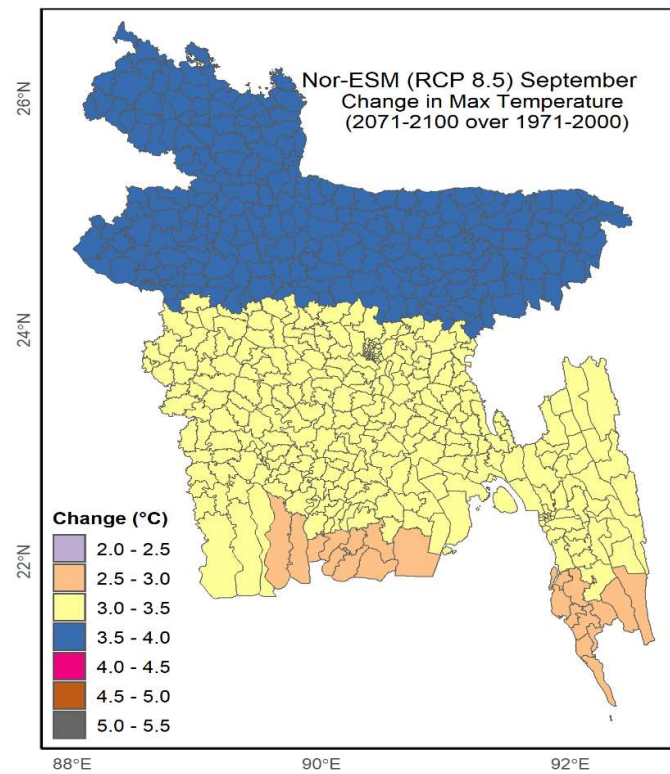 Nor-ESM (RCP 8.5) September
Change in Max Temperature
(2071-2100 over 1971-2000)
26°N
24°N
22°N
Change (°C)
2.0 - 2.5
2.5 - 3.0
3.0 - 3.5
3.5 - 4.0
4.0 - 4.5
4.5 - 5.0
5.0 - 5.5
88°E
90°E
92°E